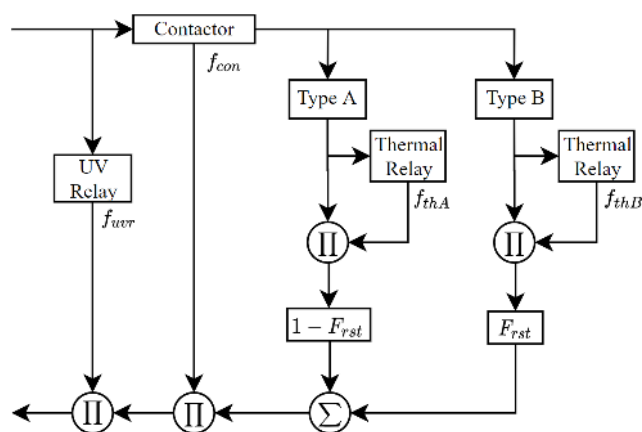 Contactor
f_con
Type A
Type B
UV
Relay
Thermal
Relay
Thermal
Relay
f_uvr
f_thA
f_thB
Π
Π
1 − F_rst
F_rst
Π
Π
Σ